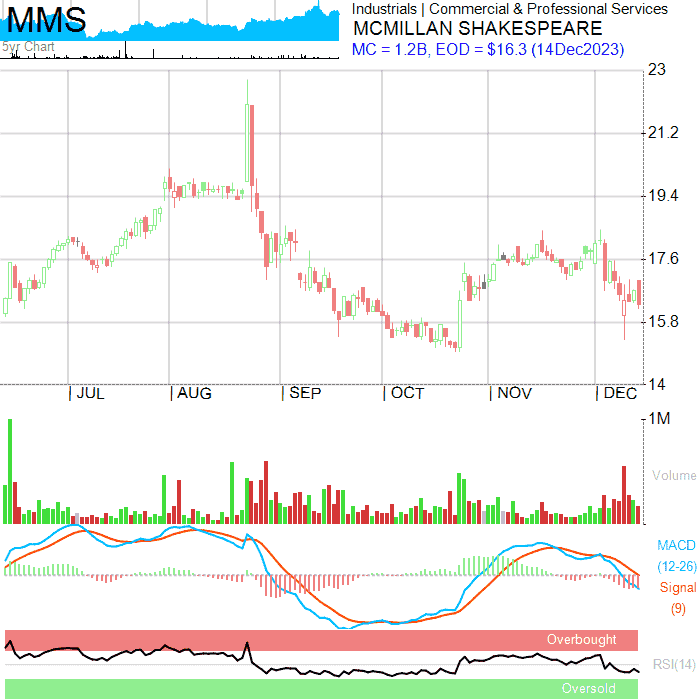 MMS
Industrials | Commercial & Professional Services
MCMILLAN SHAKESPEARE
5yr Chart
MC = 1.2B, EOD = $16.3 (14Dec2023)
23
21.2
19.4
17.6
15.8
14
| JUL
| AUG
| SEP
| OCT
| NOV
| DEC
1M
Volume
MACD
(12-26)
Signal
(9)
Overbought
RSI(14)
Oversold